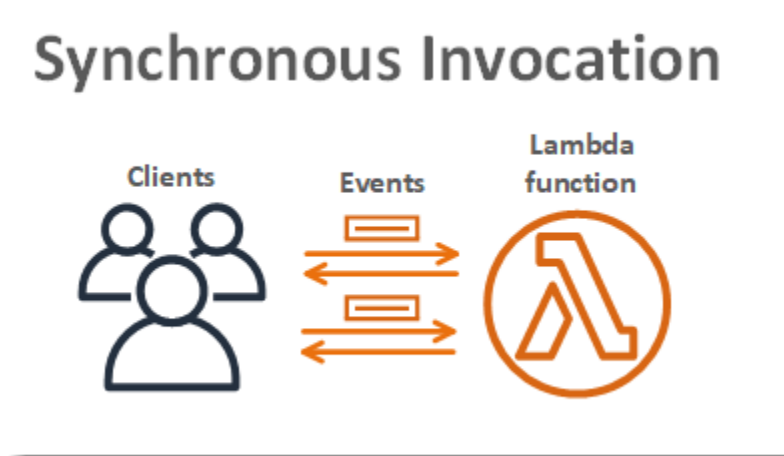 Synchronous Invocation
Clients
Events
Lambda
function